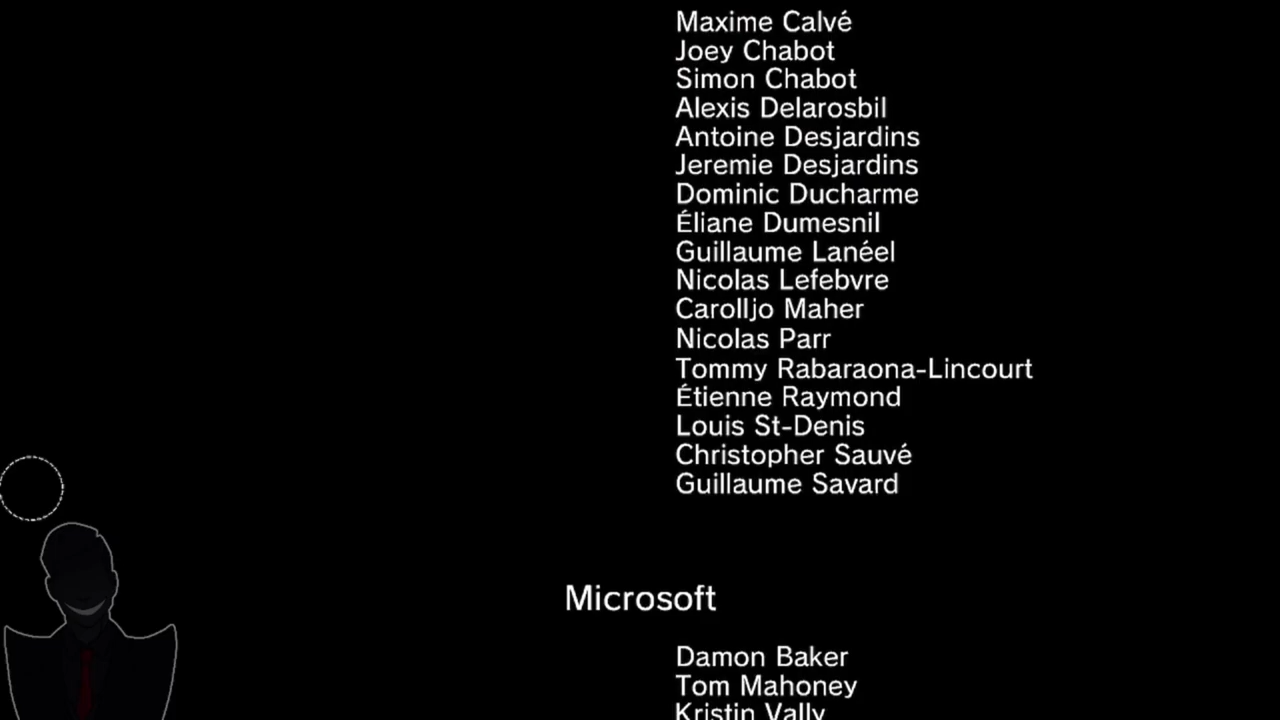 Maxime Calvé
Joey Chabot
Simon Chabot
Alexis Delarosbil
Antoine Desjardins
Jeremie Desjardins
Dominic Ducharme
Éliane Dumesnil
Guillaume Lanéel
Nicolas Lefebvre
Carolljo Maher
Nicolas Parr
Tommy Rabaraona-Lincourt
Étienne Raymond
Louis St-Denis
Christopher Sauvé
Guillaume Savard
Microsoft
Damon Baker
Tom Mahoney
Kristin Vally